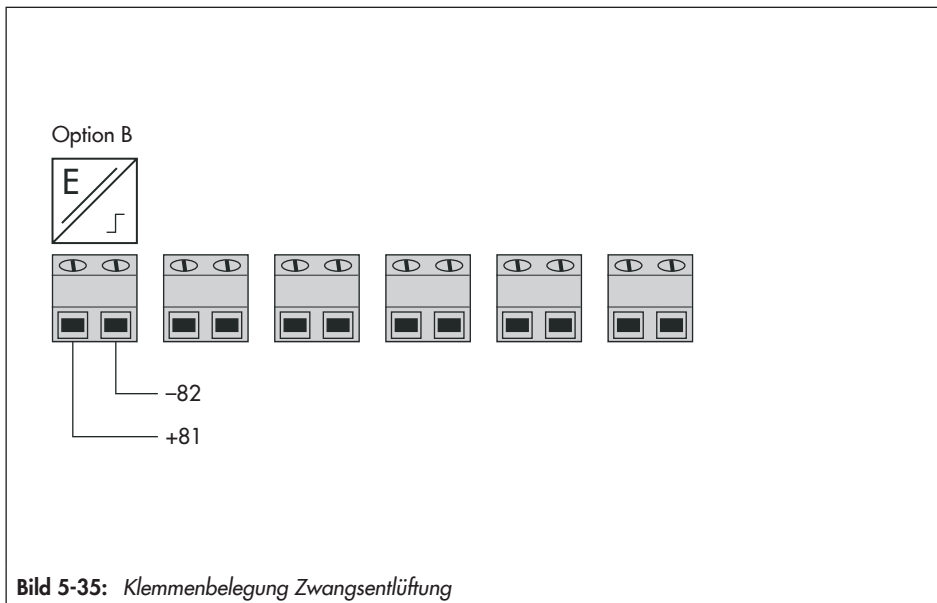 Option B
E
–82
+81
Bild 5-35: Klemmenbelegung Zwangsentlüftung